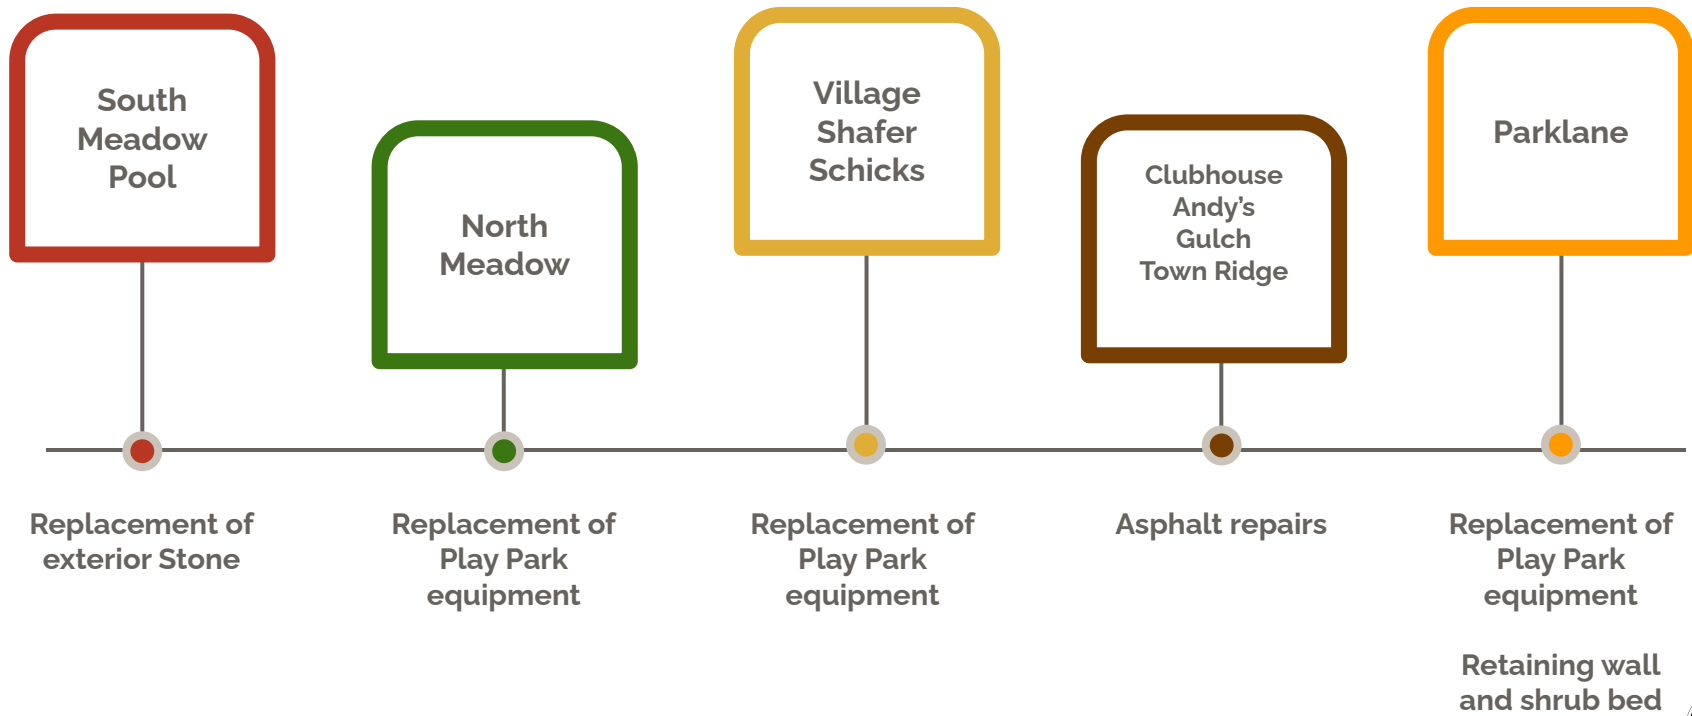 South
Meadow
Pool
North
Meadow
Village
Shafer
Schicks
Clubhouse
Andy’s
Gulch
Town Ridge
Parklane
Replacement of
exterior Stone
Replacement of
Play Park
equipment
Replacement of
Play Park
equipment
Asphalt repairs
Replacement of
Play Park
equipment
Retaining wall
and shrub bed